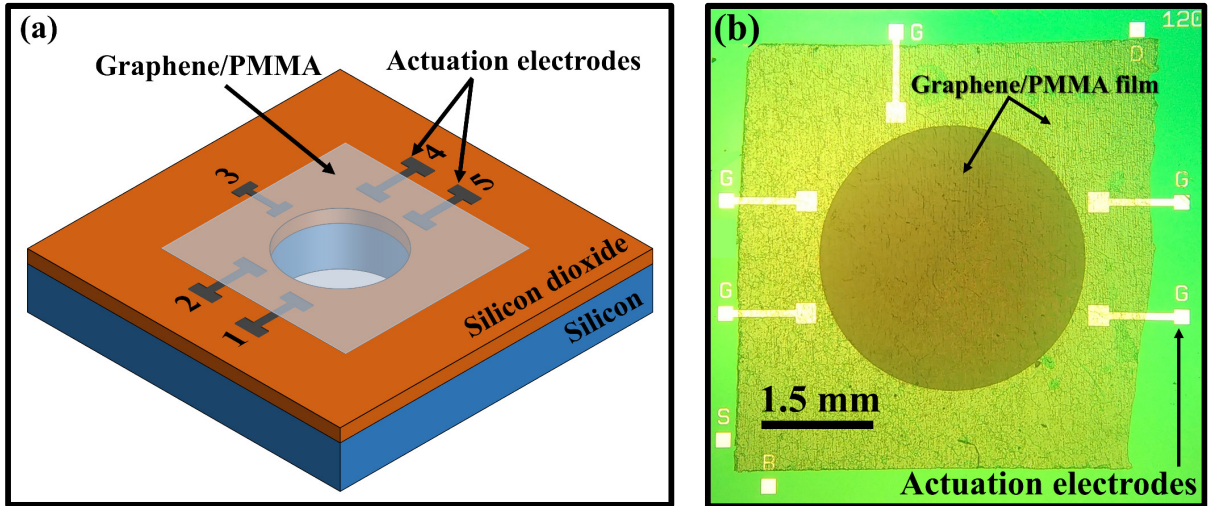 (a)
Graphene/PMMA
Actuation electrodes
3
4
5
2
1
Silicon dioxide
Silicon
(b)
G
D
120
Graphene/PMMA film
G
G
G
G
1.5 mm
S
B
Actuation electrodes